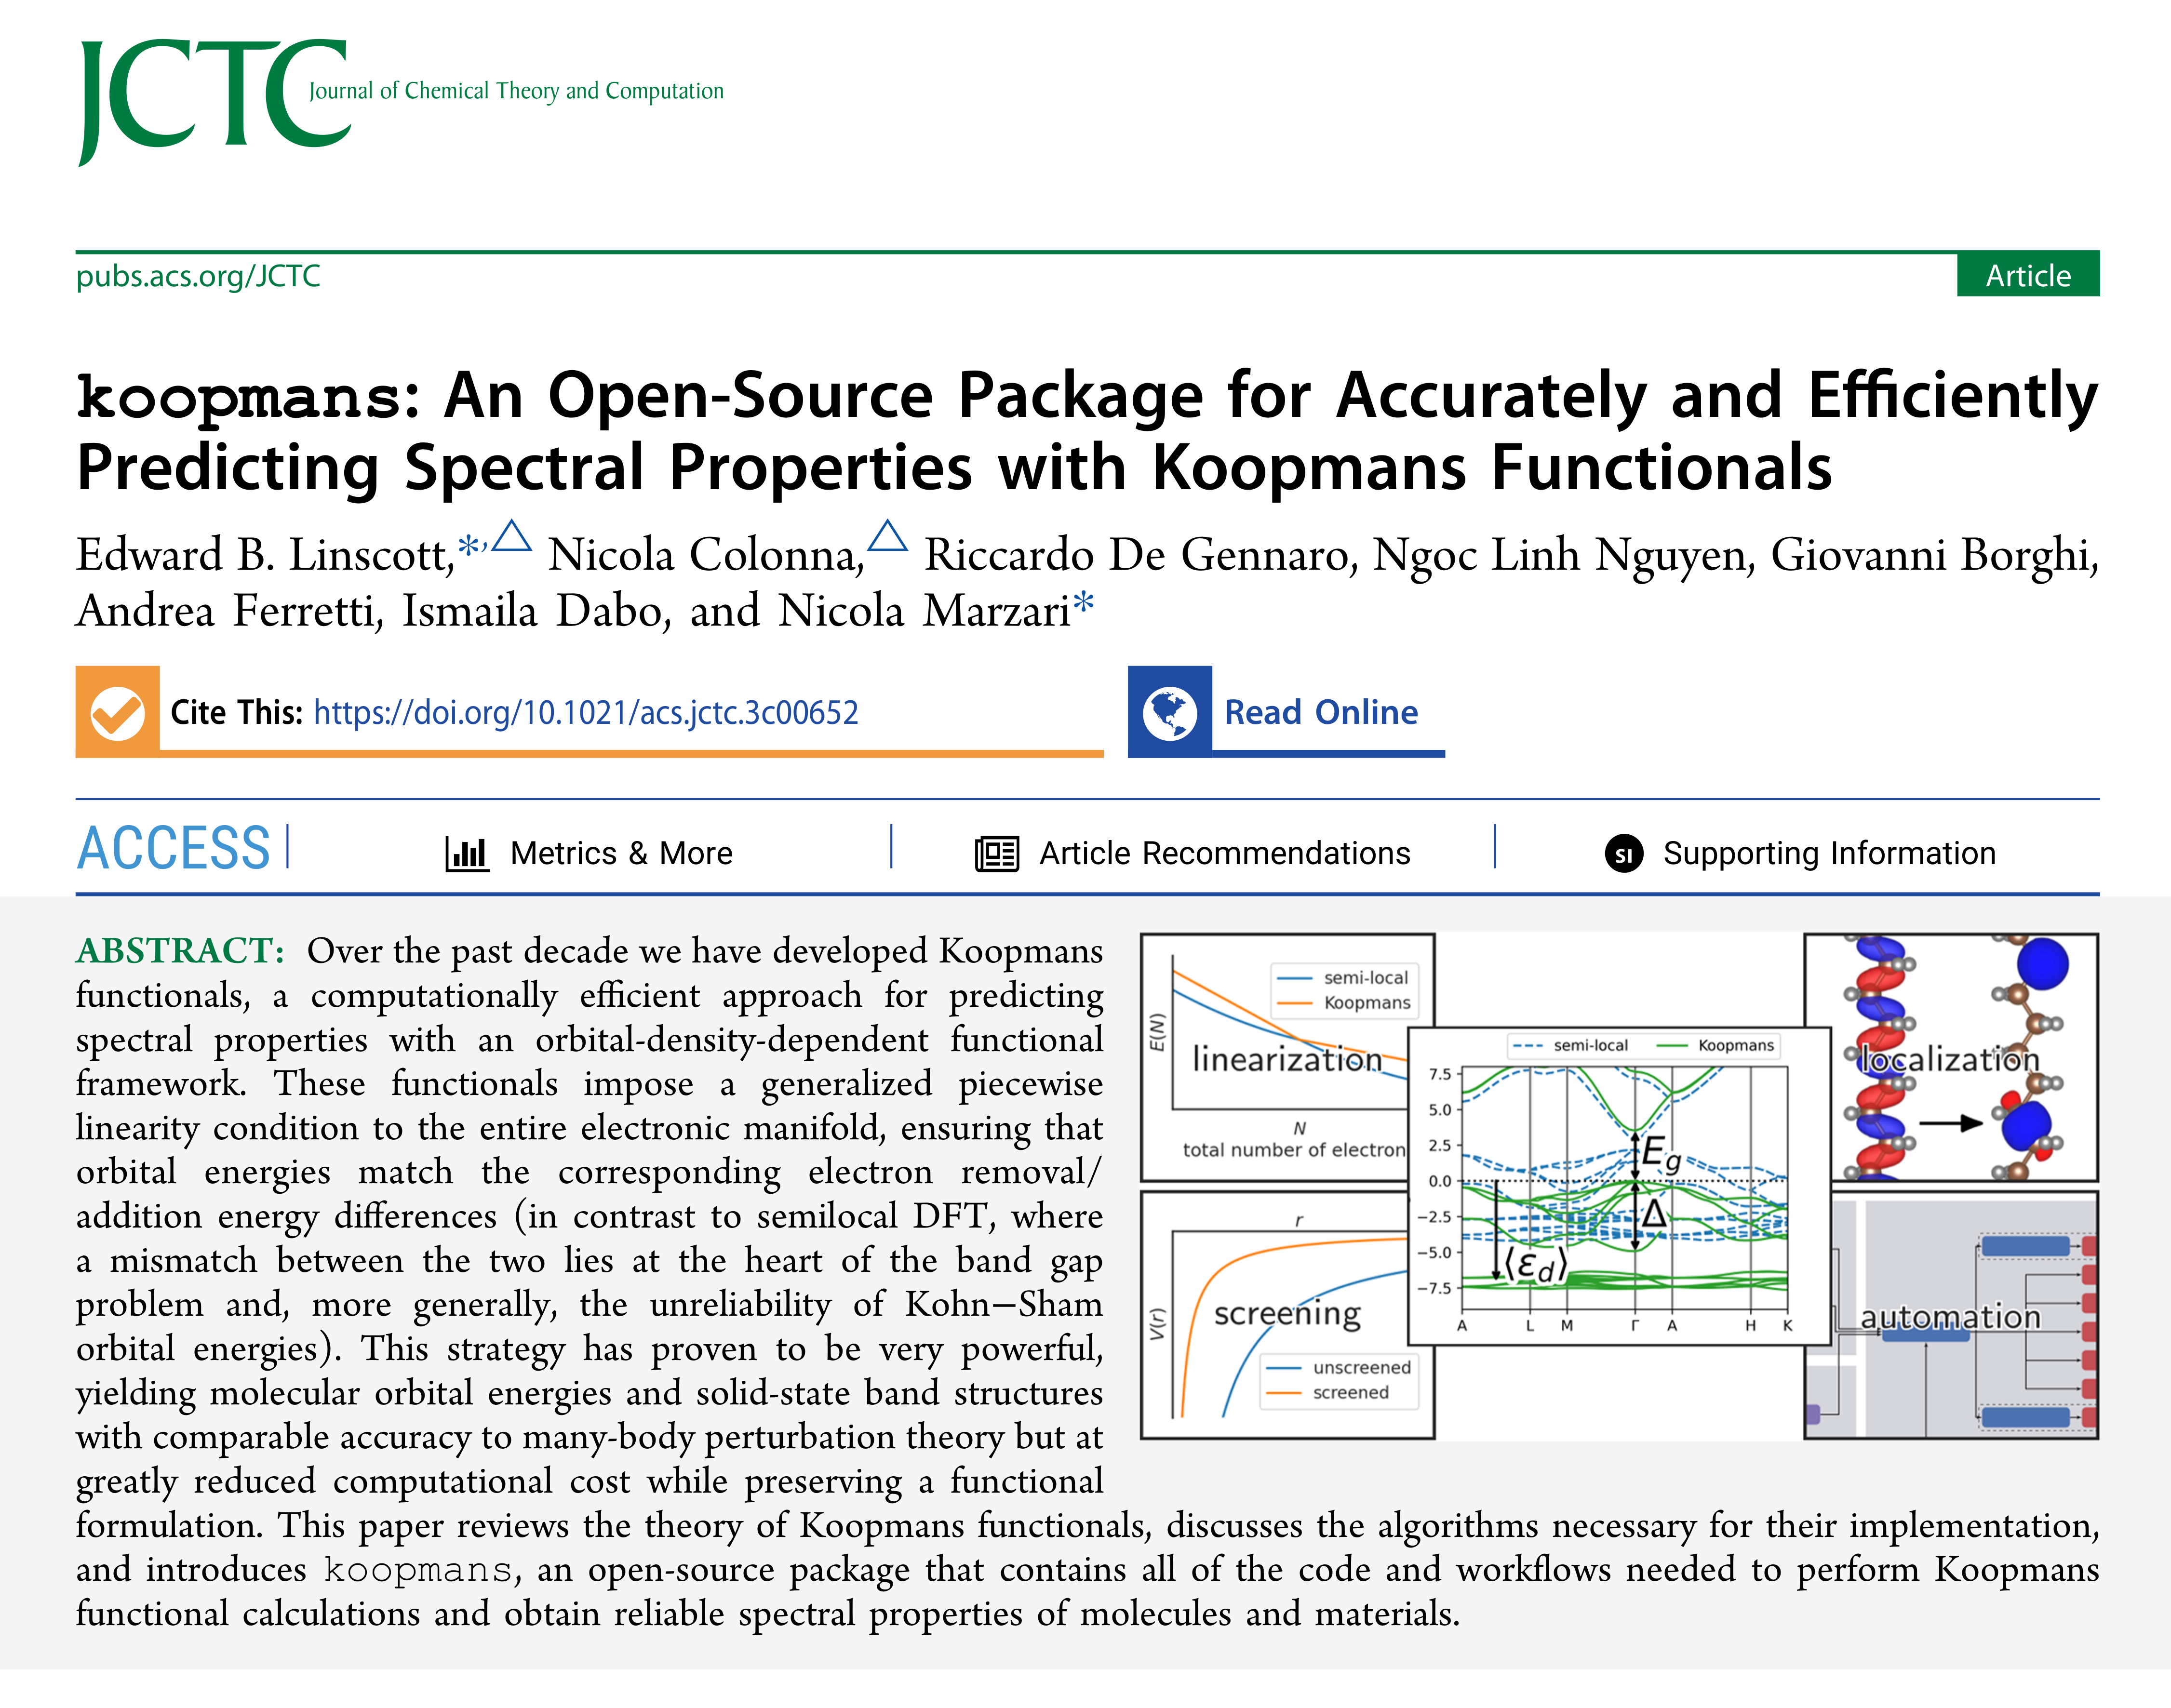 JCTC
Journal of Chemical Theory and Computation
pubs.acs.org/JCTC
Article
koopmans: An Open-Source Package for Accurately and Efficiently
Predicting Spectral Properties with Koopmans Functionals
Edward B. Linscott,*,△ Nicola Colonna,△ Riccardo De Gennaro, Ngoc Linh Nguyen, Giovanni Borghi,
Andrea Ferretti, Ismaila Dabo, and Nicola Marzari*
Cite This: https://doi.org/10.1021/acs.jctc.3c00652
Read Online
ACCESS
Metrics & More
Article Recommendations
SI Supporting Information
ABSTRACT: Over the past decade we have developed Koopmans
functionals, a computationally efficient approach for predicting
spectral properties with an orbital-density-dependent functional
framework. These functionals impose a generalized piecewise
linearity condition to the entire electronic manifold, ensuring that
orbital energies match the corresponding electron removal/
addition energy differences (in contrast to semilocal DFT, where
a mismatch between the two lies at the heart of the band gap
problem and, more generally, the unreliability of Kohn−Sham
orbital energies). This strategy has proven to be very powerful,
yielding molecular orbital energies and solid-state band structures
with comparable accuracy to many-body perturbation theory but at
greatly reduced computational cost while preserving a functional
formulation. This paper reviews the theory of Koopmans functionals, discusses the algorithms necessary for their implementation,
and introduces koopmans, an open-source package that contains all of the code and workflows needed to perform Koopmans
functional calculations and obtain reliable spectral properties of molecules and materials.
semi-local
Koopmans
E(N)
linearization
N
total number of electron
r
V(r)
screening
unscreened
screened
semi-local
Koopmans
7.5
5.0
2.5
0.0
−2.5
−5.0
−7.5
E_g
Δ
⟨ε_d⟩
A L M Γ A H K
localization
automation